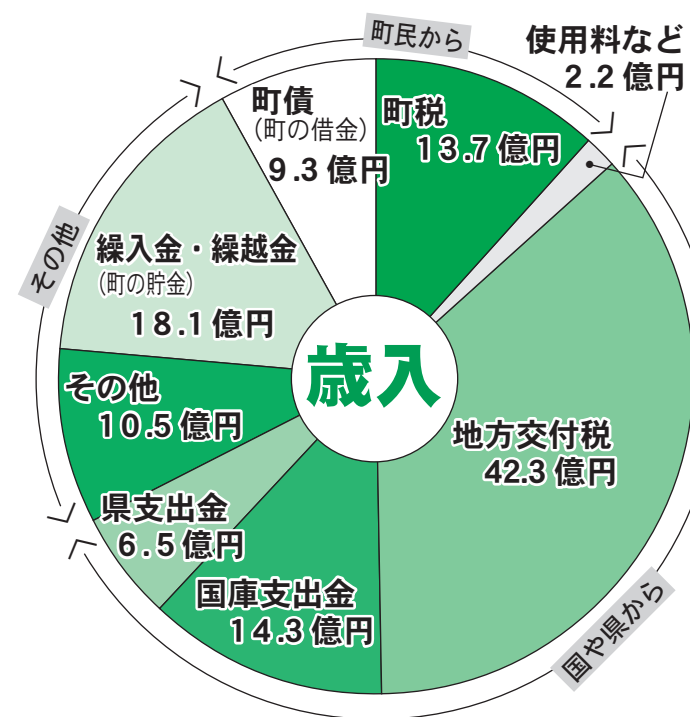 町民から
使用料など
2.2億円
町債
(町の借金)
9.3億円
町税
13.7億円
その他
繰入金・繰越金
(町の貯金)
18.1億円
歳入
その他
10.5億円
地方交付税
42.3億円
県支出金
6.5億円
国庫支出金
14.3億円
国や県から